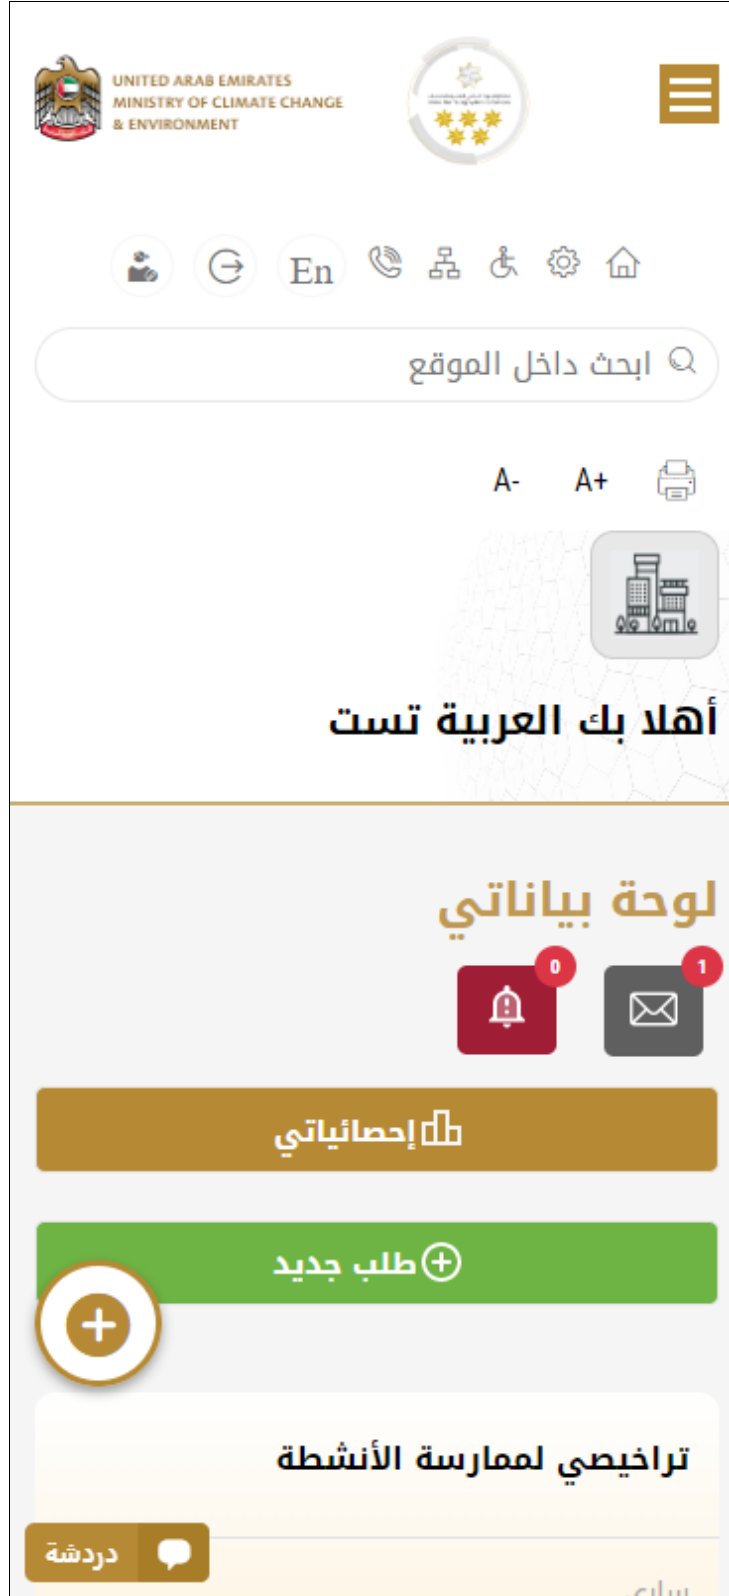 UNITED ARAB EMIRATES
MINISTRY OF CLIMATE CHANGE
& ENVIRONMENT
En
ابحث داخل الموقع
A+ A-
أهلا بك العربية تست
لوحة بياناتي
1 0
إحصائياتي
طلب جديد
تراخيصي لممارسة الأنشطة
دردشة